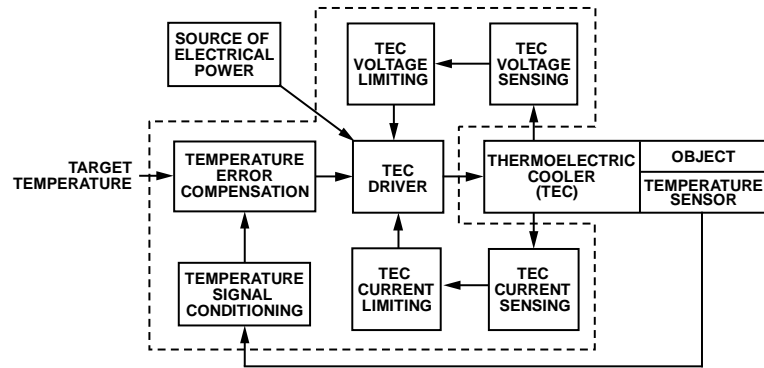 SOURCE OF
ELECTRICAL
POWER
TEC
VOLTAGE
LIMITING
TEC
VOLTAGE
SENSING
TARGET
TEMPERATURE
TEMPERATURE
ERROR
COMPENSATION
TEC
DRIVER
THERMOELECTRIC
COOLER
(TEC)
OBJECT
TEMPERATURE
SENSOR
TEMPERATURE
SIGNAL
CONDITIONING
TEC
CURRENT
LIMITING
TEC
CURRENT
SENSING